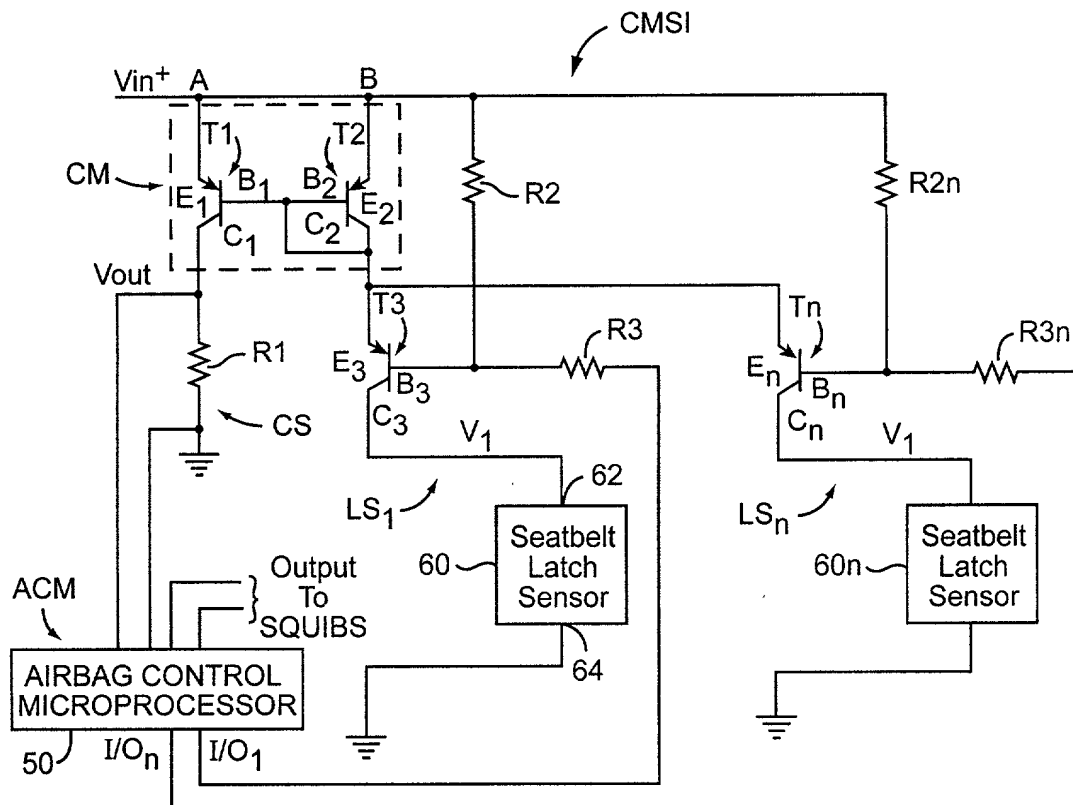 CMSI
Vin+ A B
T1 T2
CM
B1 B2
E1 E2
C1 C2
R2
R2n
Vout
T3
Tn
R1
R3
R3n
E3
B3
C3
En
Bn
Cn
CS
V1
V1
LS1
62
LSn
60
Seatbelt
Latch
Sensor
60n
Seatbelt
Latch
Sensor
64
Output
To
SQUIBS
ACM
AIRBAG CONTROL
MICROPROCESSOR
50
I/On
I/O1